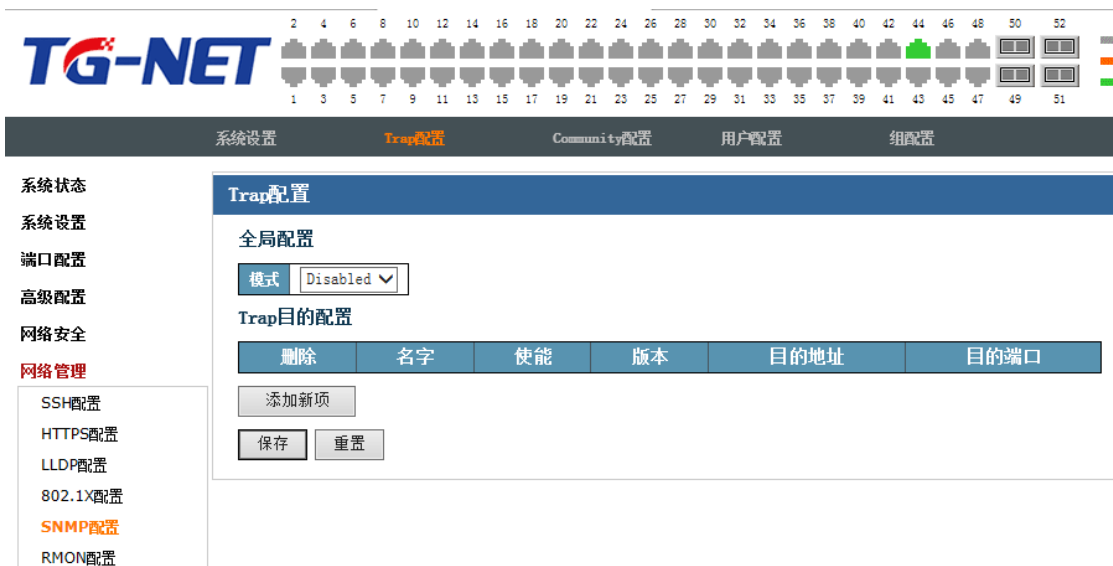 TG-NET
2 4 6 8 10 12 14 16 18 20 22 24 26 28 30 32 34 36 38 40 42 44 46 48 50 52
1 3 5 7 9 11 13 15 17 19 21 23 25 27 29 31 33 35 37 39 41 43 45 47 49 51
系统设置 Trap配置 Community配置 用户配置 组配置
系统状态
系统设置
端口配置
高级配置
网络安全
网络管理
SSH配置
HTTPS配置
LLDP配置
802.1X配置
SNMP配置
RMON配置
Trap配置
全局配置
模式 Disabled
Trap目的配置
删除 名字 使能 版本 目的地址 目的端口
添加新项
保存 重置